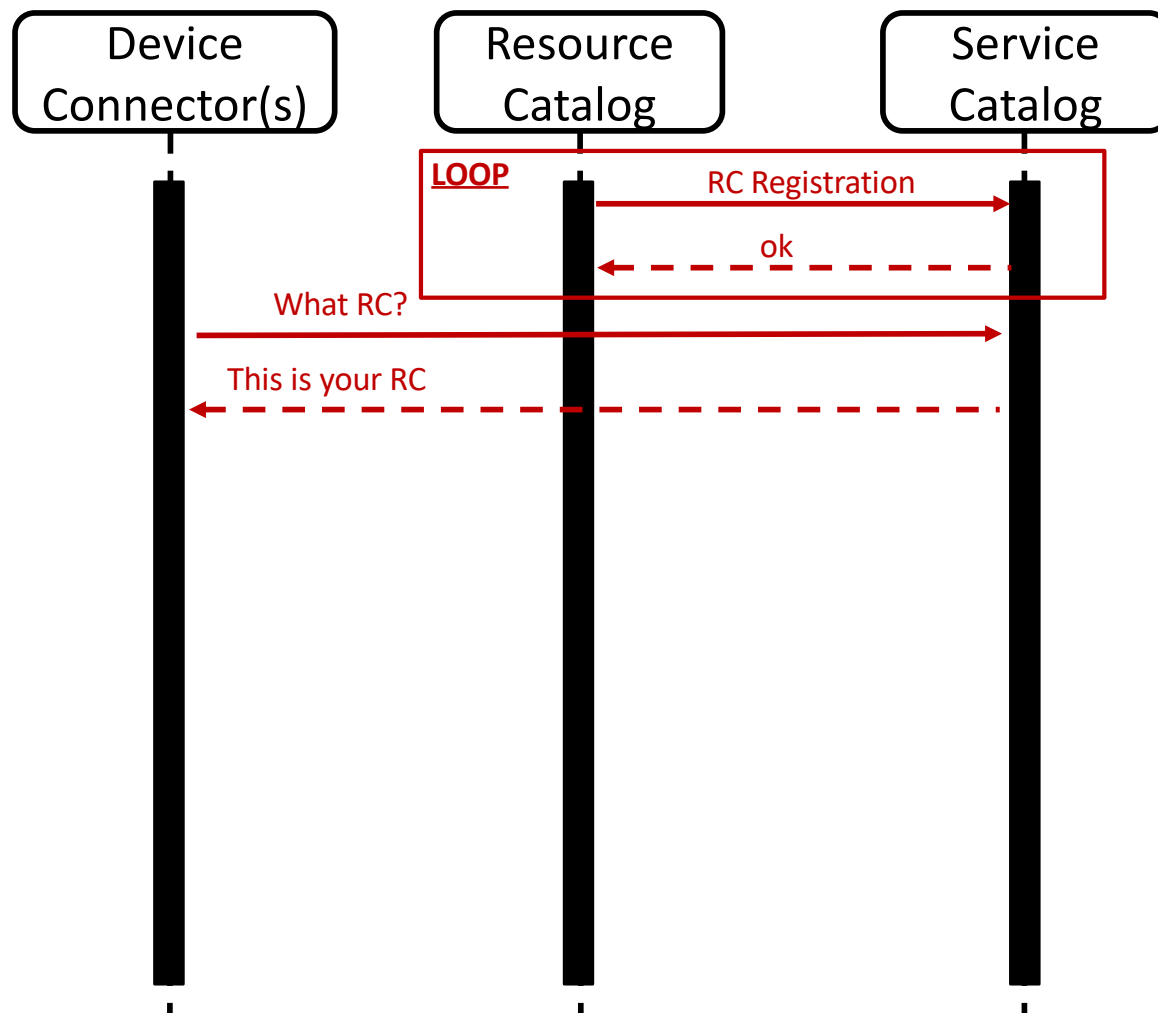 Device
Connector(s)
Resource
Catalog
Service
Catalog
LOOP
RC Registration
ok
What RC?
This is your RC